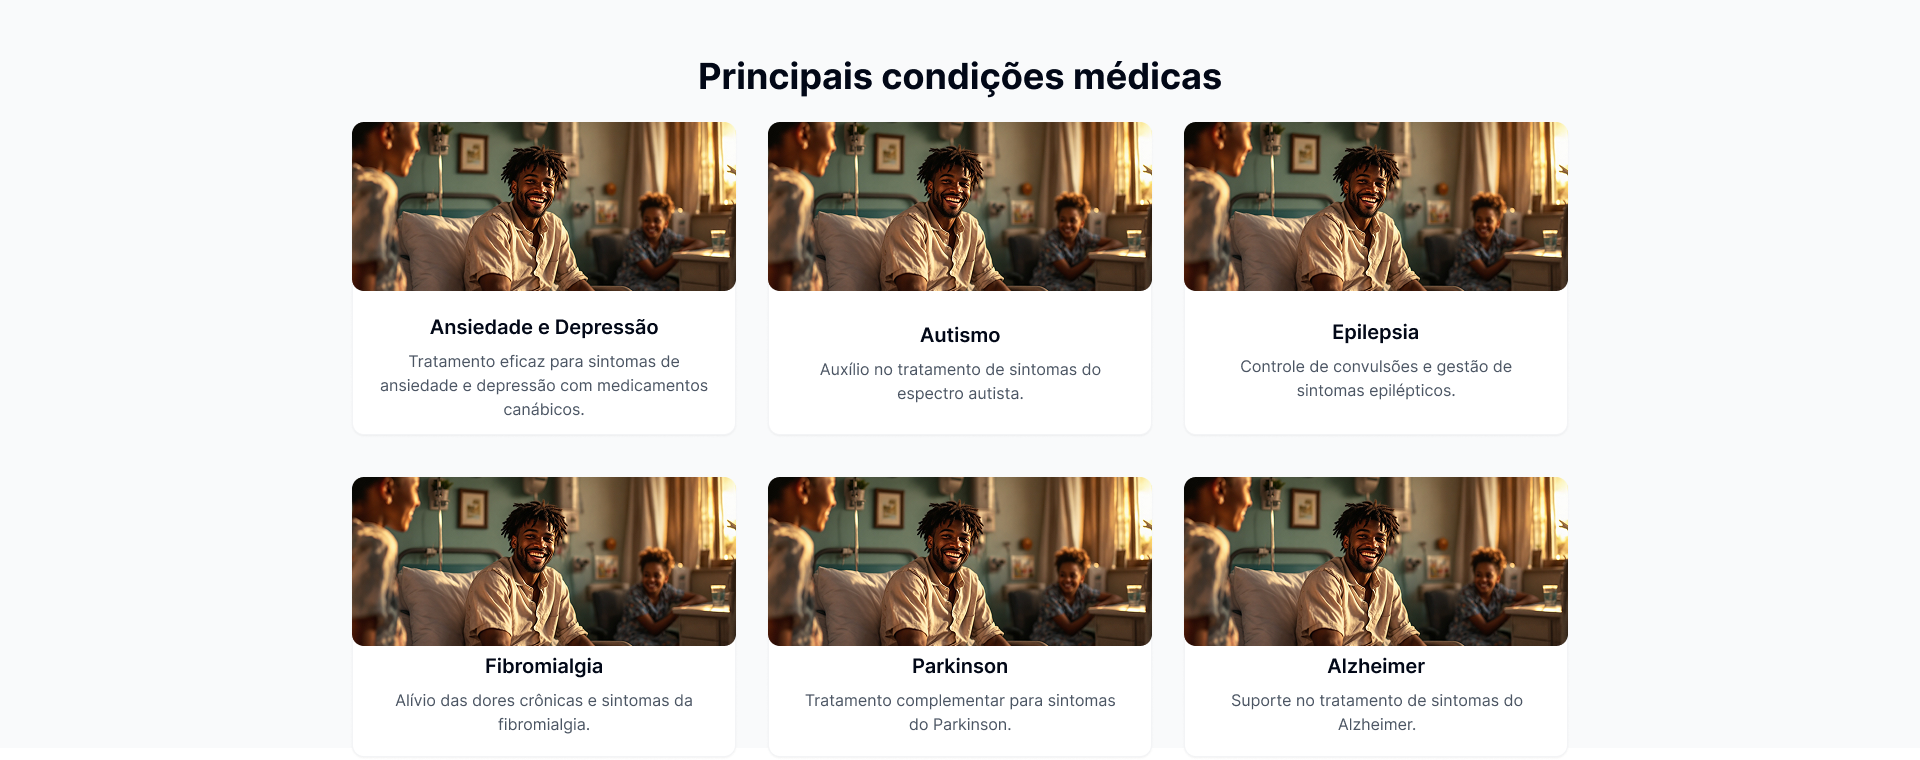 Principais condições médicas
Ansiedade e Depressão
Tratamento eficaz para sintomas de
ansiedade e depressão com medicamentos
canábicos.
Autismo
Auxílio no tratamento de sintomas do
espectro autista.
Epilepsia
Controle de convulsões e gestão de
sintomas epilépticos.
Fibromialgia
Alívio das dores crônicas e sintomas da
fibromialgia.
Parkinson
Tratamento complementar para sintomas
do Parkinson.
Alzheimer
Suporte no tratamento de sintomas do
Alzheimer.